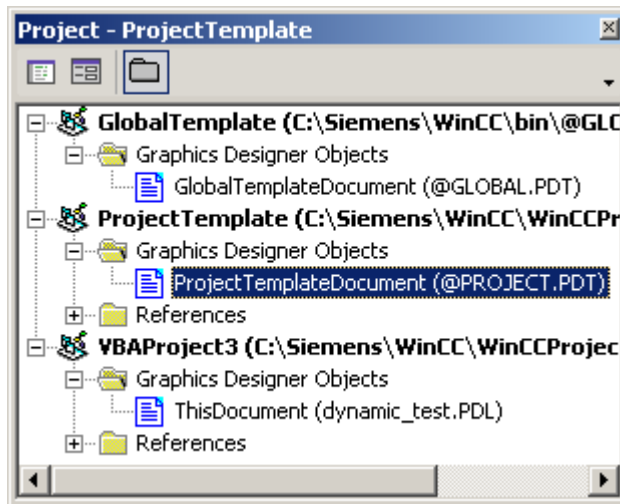 Project - ProjectTemplate
GlobalTemplate (C:\Siemens\WinCC\bin\@GLC
Graphics Designer Objects
GlobalTemplateDocument (@GLOBAL.PDT)
ProjectTemplate (C:\Siemens\WinCC\WinCCPr
Graphics Designer Objects
ProjectTemplateDocument (@PROJECT.PDT)
References
VBAProject3 (C:\Siemens\WinCC\WinCCProjec
Graphics Designer Objects
ThisDocument (dynamic_test.PDL)
References